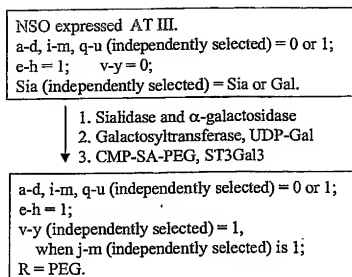 NSO expressed AT III.
a-d, i-m, q-u (independently selected) = 0 or 1;
e-h = 1; v-y = 0;
Sia (independently selected) = Sia or Gal.
1. Sialidase and α-galactosidase
2. Galactosyltransferase, UDP-Gal
3. CMP-SA-PEG, ST3Gal3
a-d, i-m, q-u (independently selected) = 0 or 1;
e-h = 1;
v-y (independently selected) = 1,
when j-m (independently selected) is 1;
R = PEG.